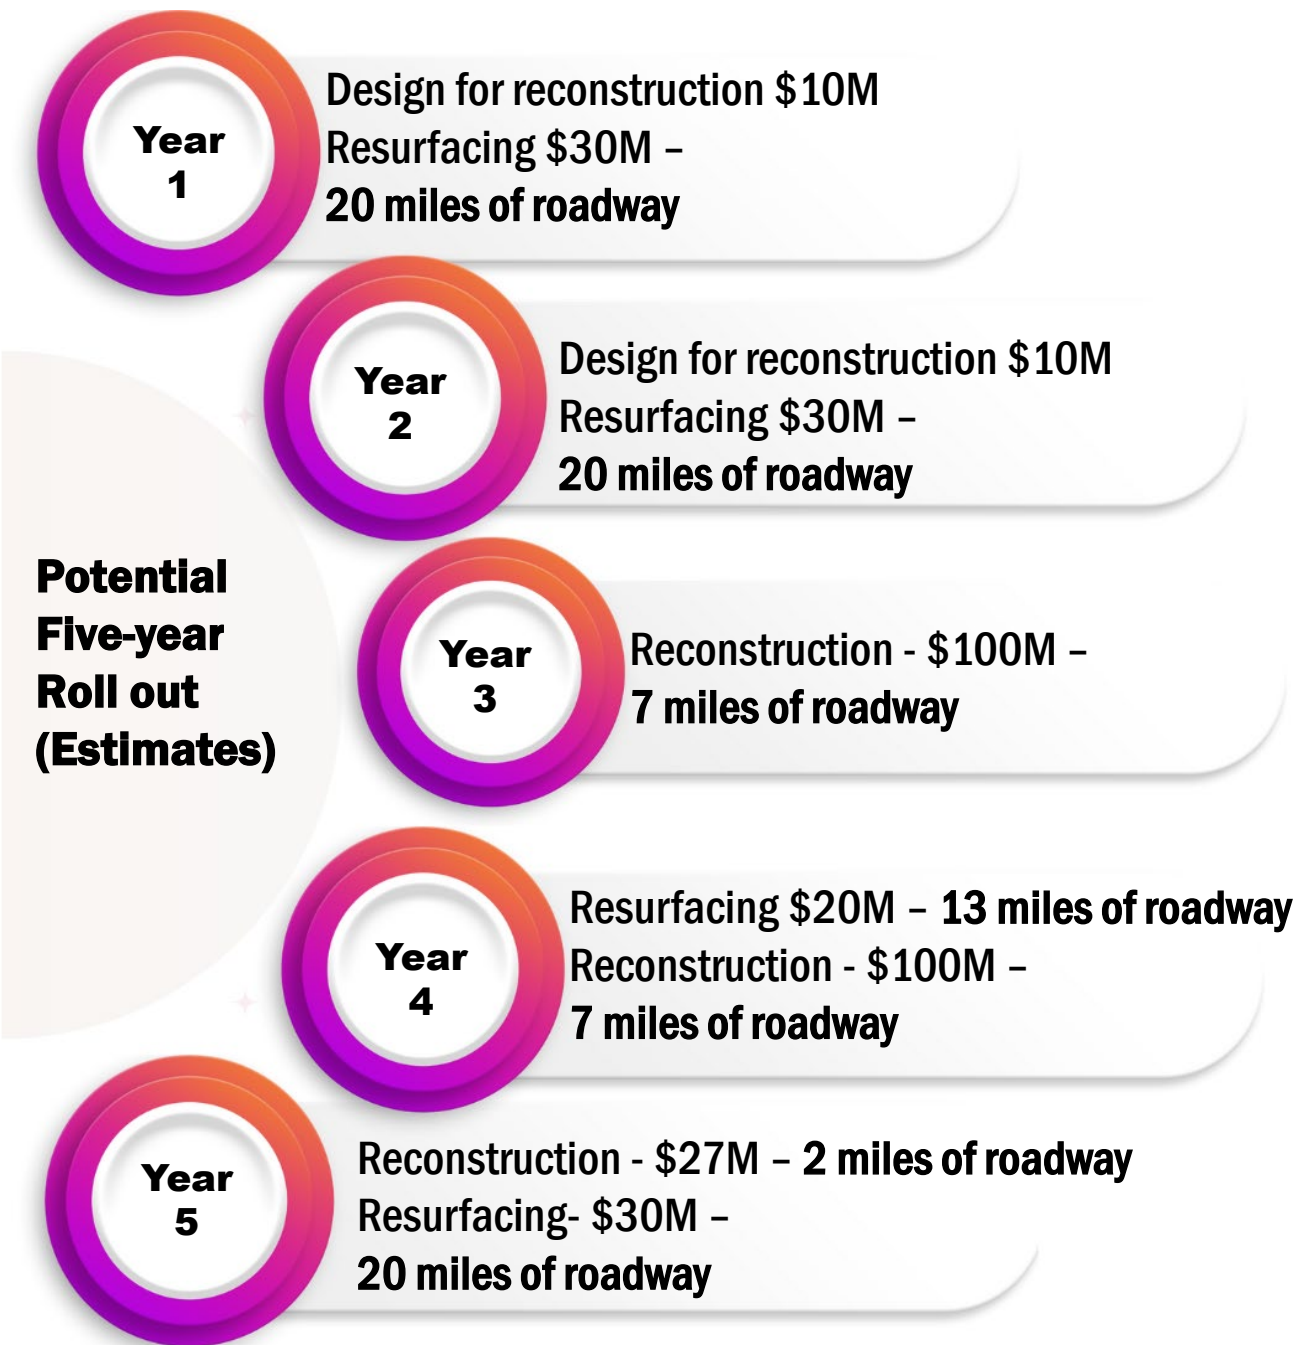 Year
1
Design for reconstruction $10M
Resurfacing $30M –
20 miles of roadway
Year
2
Design for reconstruction $10M
Resurfacing $30M –
20 miles of roadway
Potential
Five-year
Roll out
(Estimates)
Year
3
Reconstruction - $100M –
7 miles of roadway
Year
4
Resurfacing $20M – 13 miles of roadway
Reconstruction - $100M –
7 miles of roadway
Year
5
Reconstruction - $27M – 2 miles of roadway
Resurfacing- $30M –
20 miles of roadway